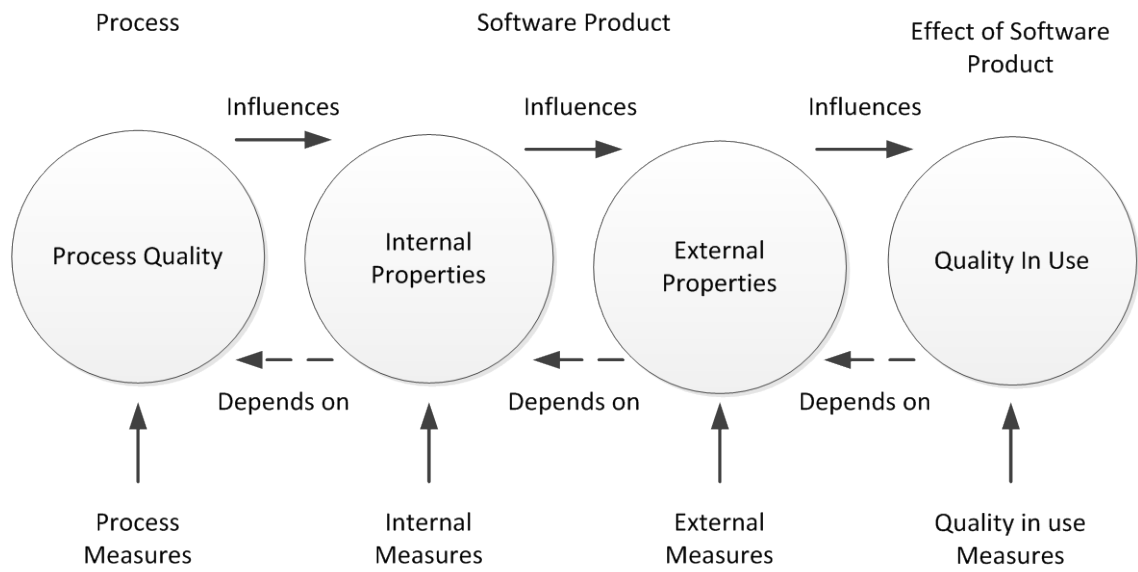 Process
Software Product
Effect of Software
Product
Influences
Influences
Influences
Process Quality
Internal
Properties
External
Properties
Quality In Use
Depends on
Depends on
Depends on
Process
Measures
Internal
Measures
External
Measures
Quality in use
Measures